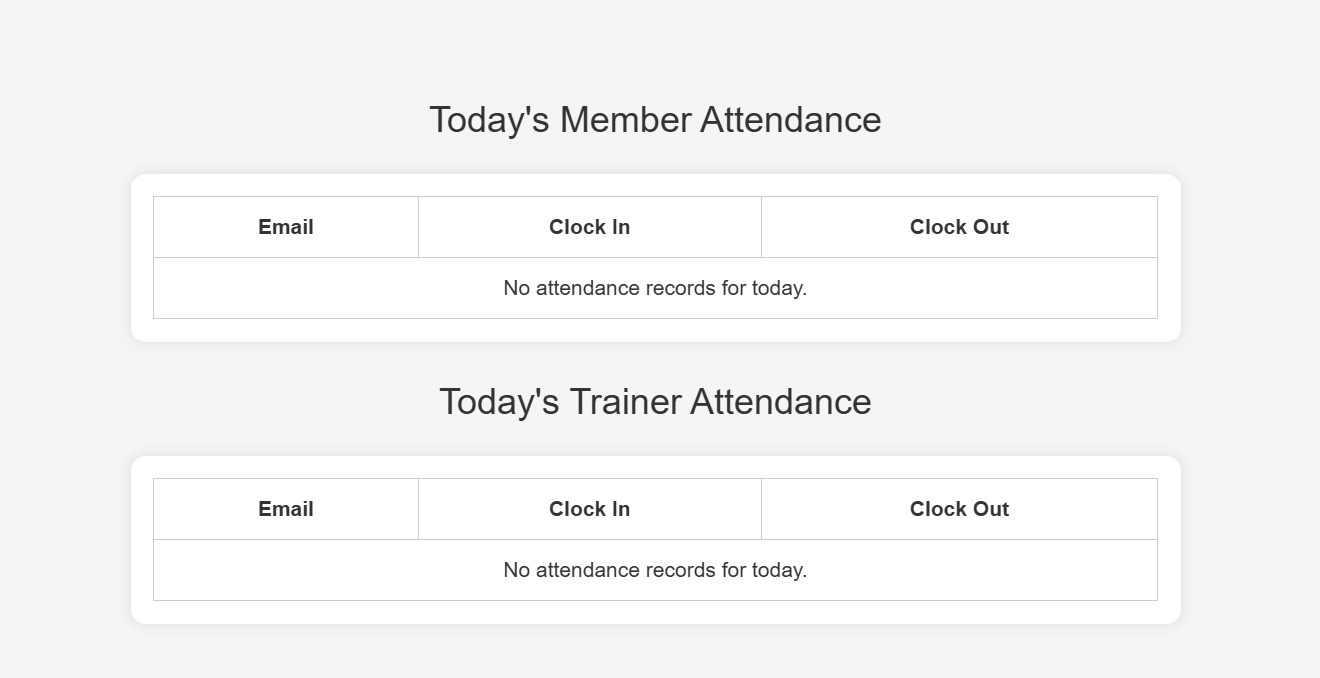 Today's Member Attendance
Email Clock In Clock Out
No attendance records for today.
Today's Trainer Attendance
Email Clock In Clock Out
No attendance records for today.